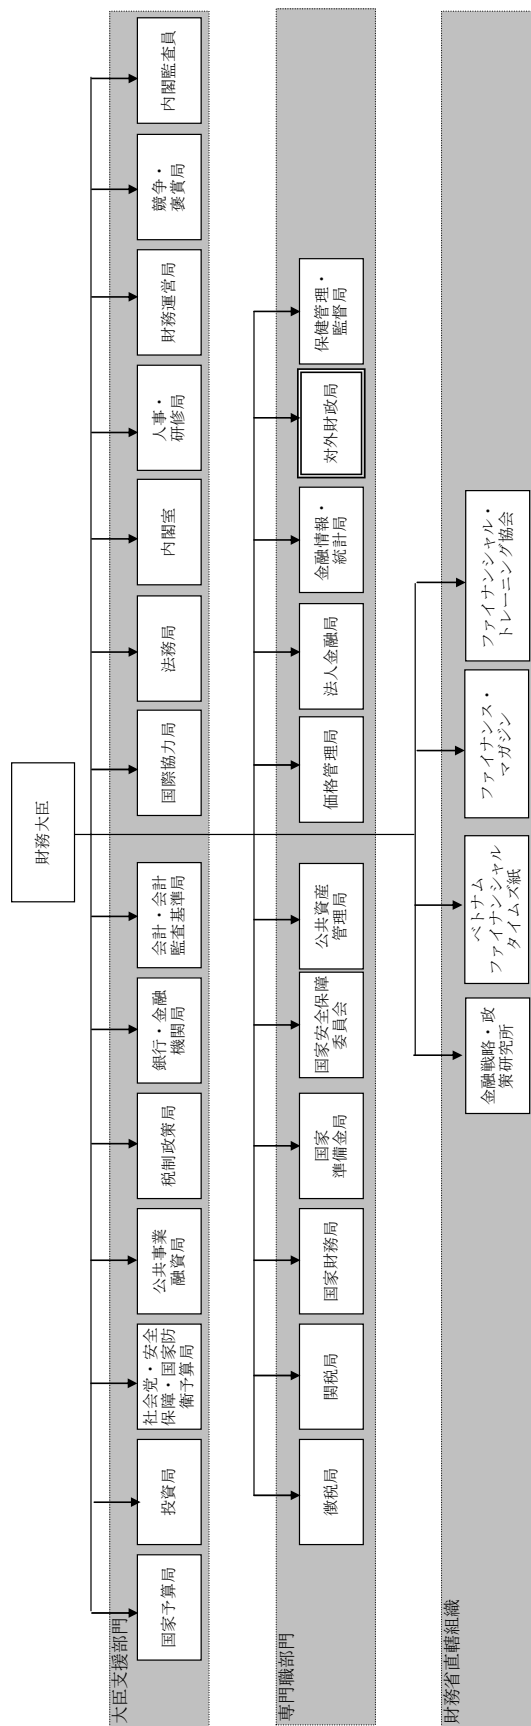 財務大臣
大臣支援部門
国家予算局
投資局
社会党・安全
保障・国家防
衛予算局
公共事業
融資局
税制政策局
銀行・金融
機関局
会計・会計
監査基準局
国際協力局
法務局
内閣室
人事・
研修局
財務運営局
競争・
褒賞局
内閣監査員
専門職部門
徴税局
関税局
国家財務局
国家
準備金局
国家安全保障
委員会
公共資産
管理局
価格管理局
法人金融局
金融情報・
統計局
対外財政局
保健管理・
監督局
財務省直轄組織
金融戦略・政
策研究所
ベトナム
ファイナンシャル
タイムズ紙
ファイナンス・
マガジン
ファイナンシャル・
トレーニング協会